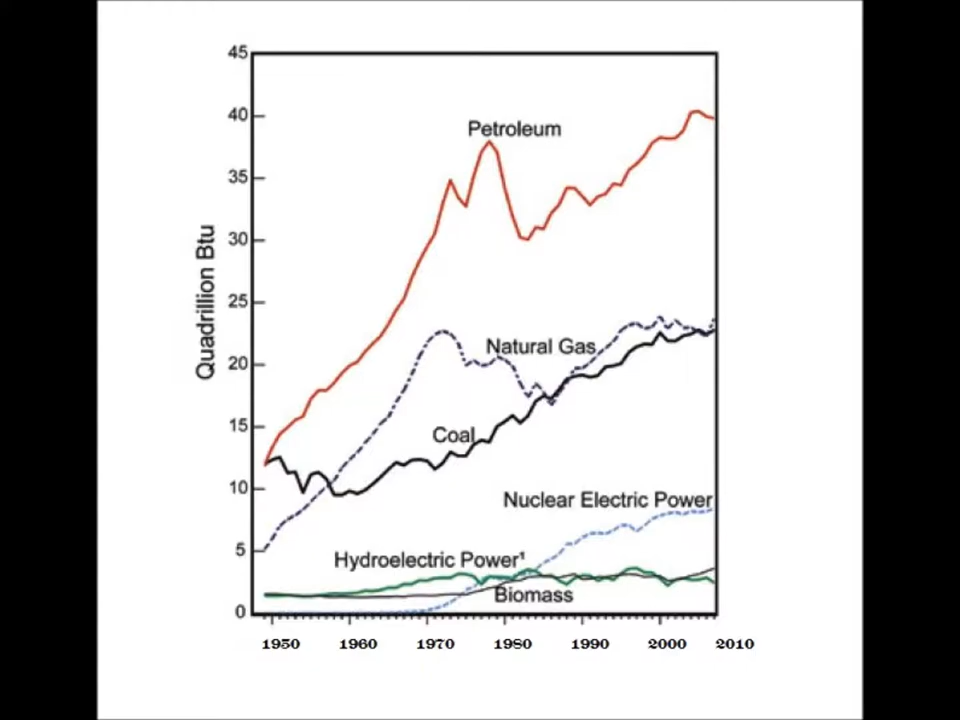 45
40
Petroleum
35
30
Quadrillion Btu
25
Natural Gas
20
15
Coal
10
Nuclear Electric Power
5
Hydroelectric Power¹
Biomass
0
1950 1960 1970 1980 1990 2000 2010